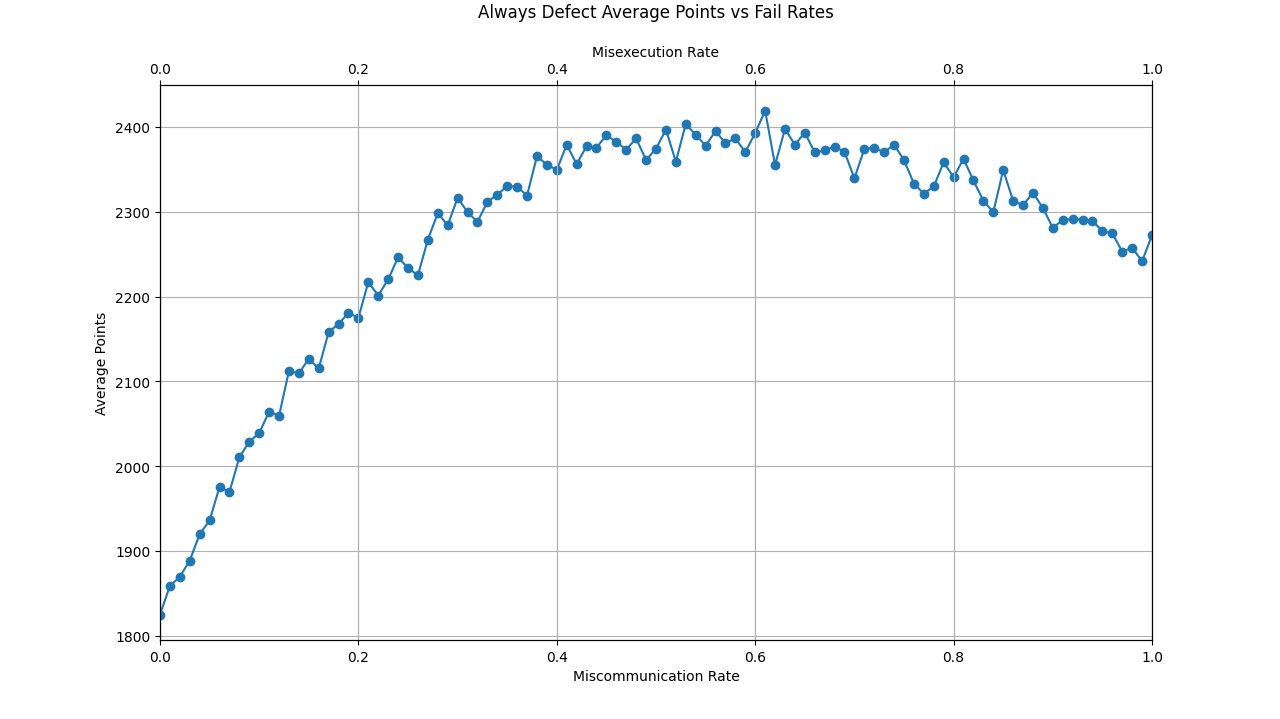 Always Defect Average Points vs Fail Rates
Misexecution Rate
0.0 0.2 0.4 0.6 0.8 1.0
2400
2300
2200
2100
2000
1900
1800
Average Points
0.0 0.2 0.4 0.6 0.8 1.0
Miscommunication Rate